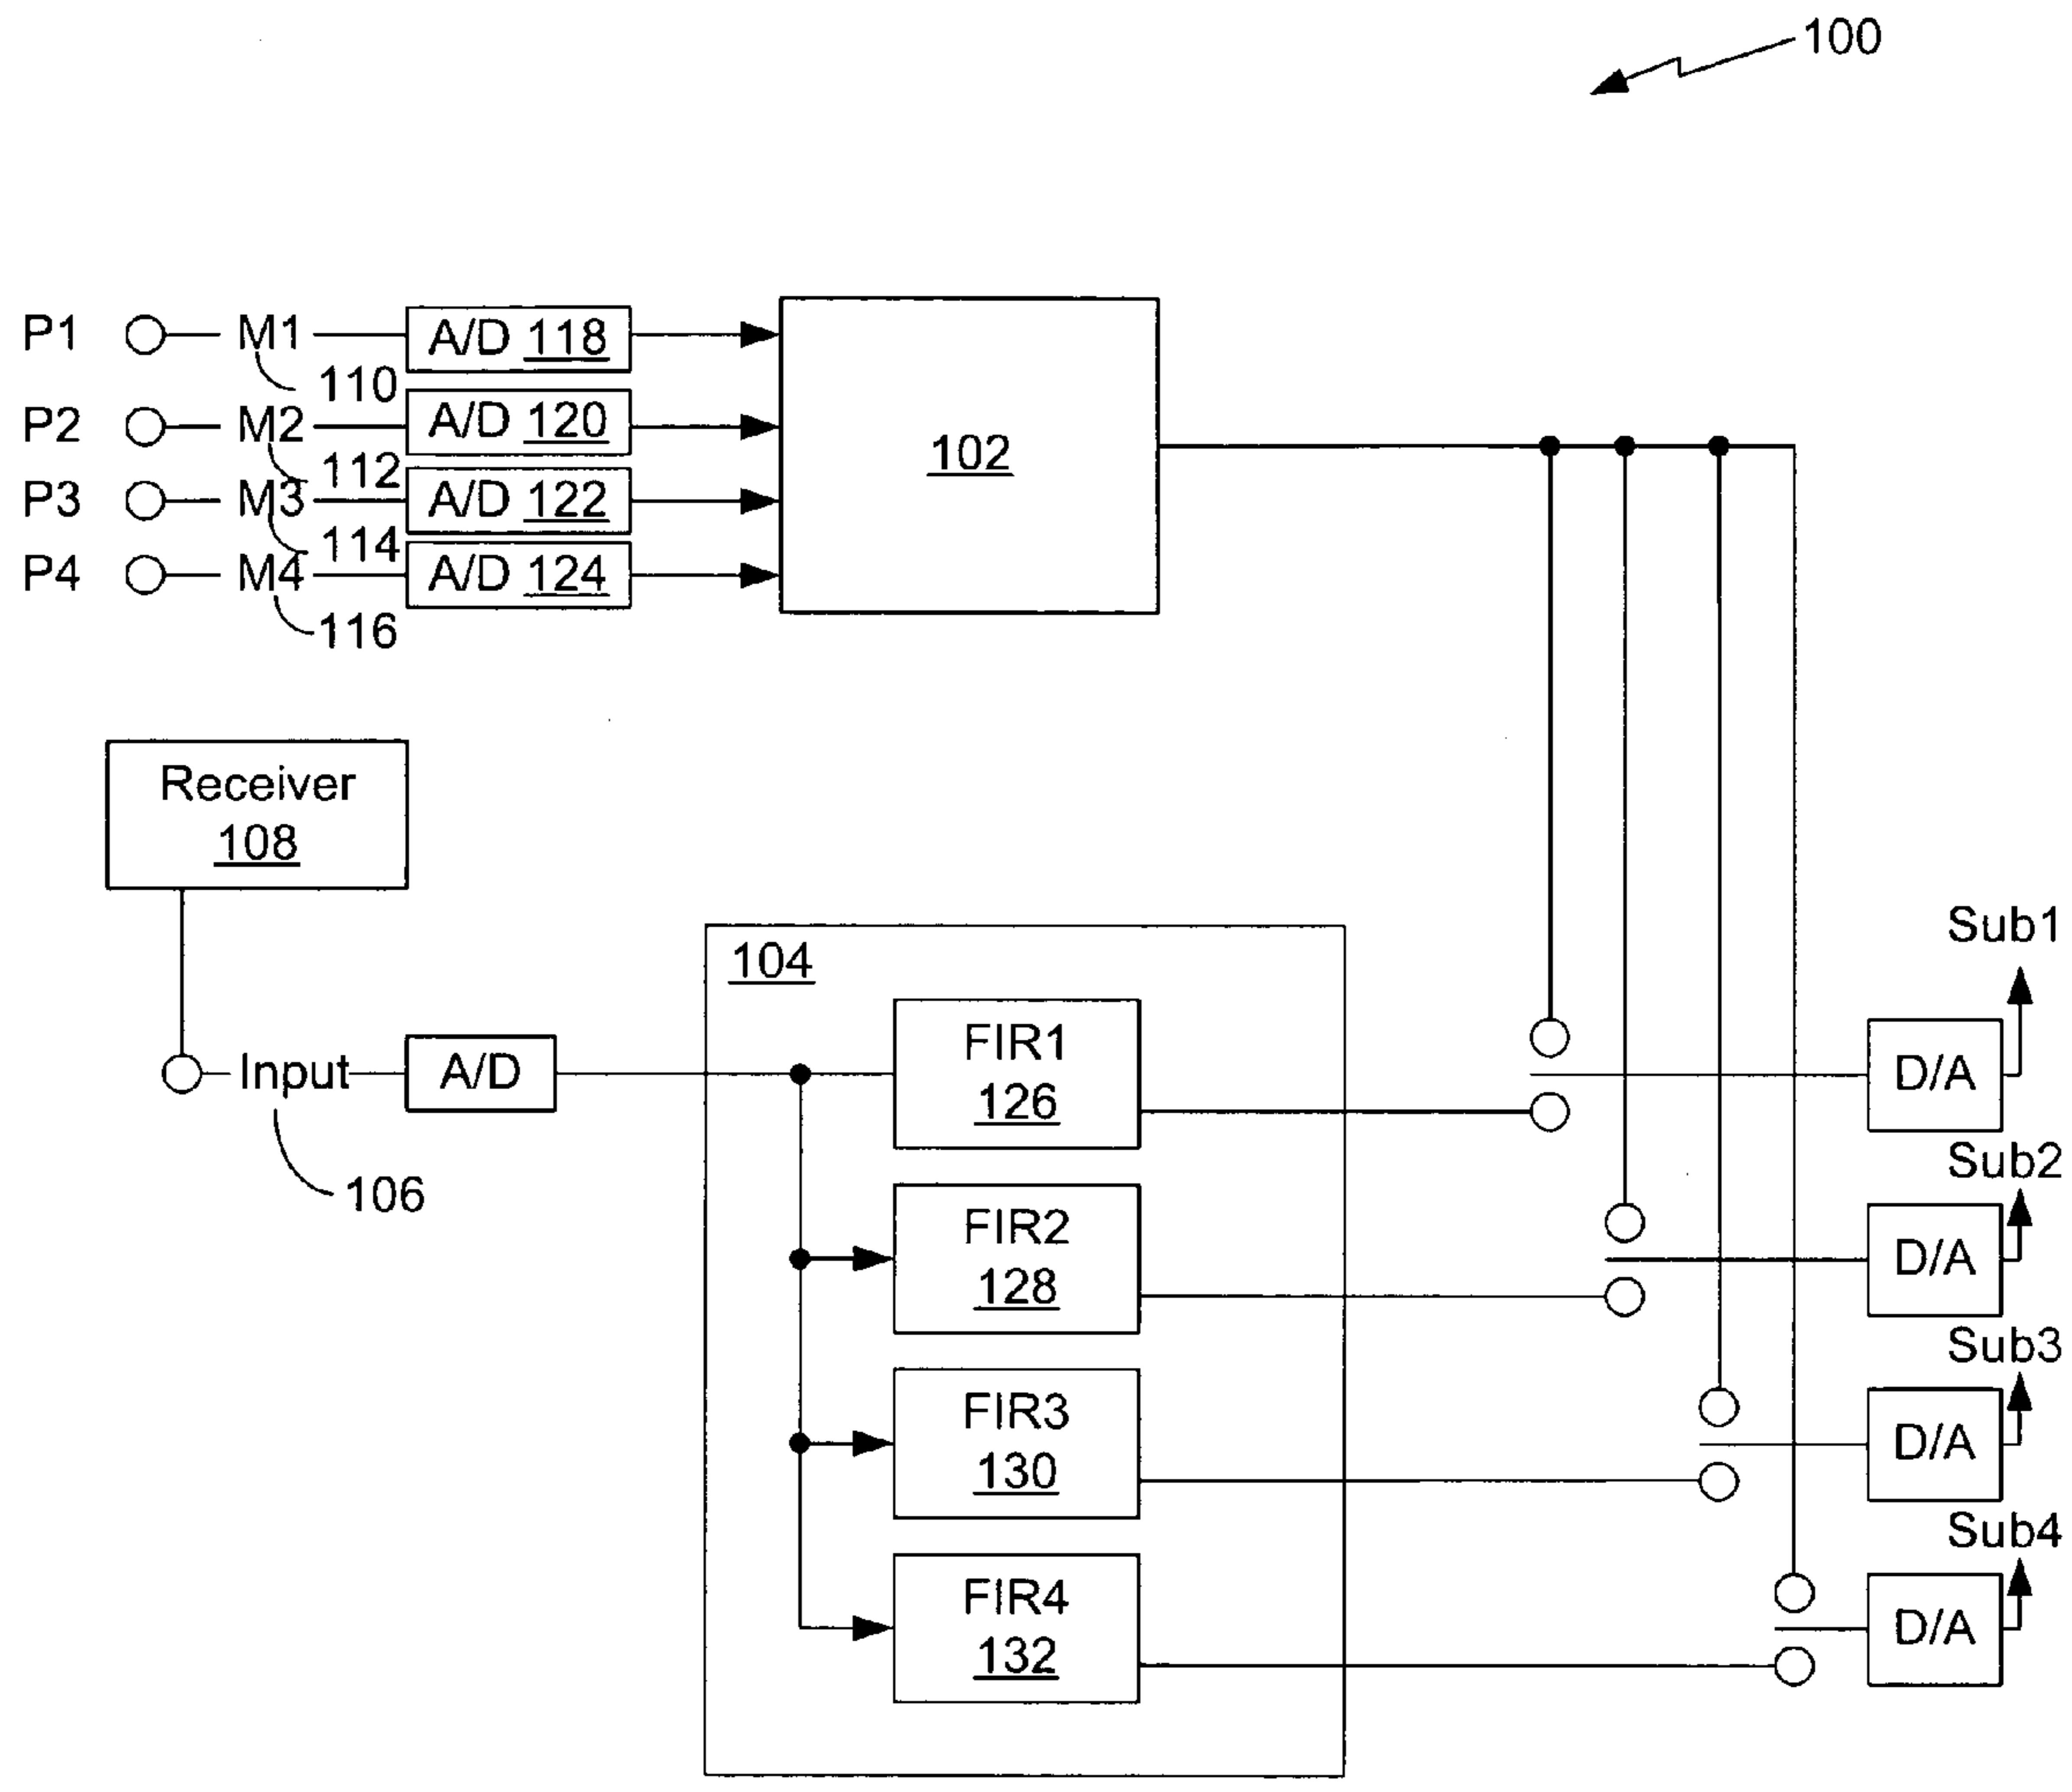 100
P1 M1 A/D 118
110
P2 M2 A/D 120
102
112
P3 M3 A/D 122
114
P4 M4 A/D 124
116
Receiver
108
Sub1
104
FIR1
Input A/D D/A
126
Sub2
106
FIR2
D/A
128
Sub3
FIR3
D/A
130
Sub4
FIR4
D/A
132